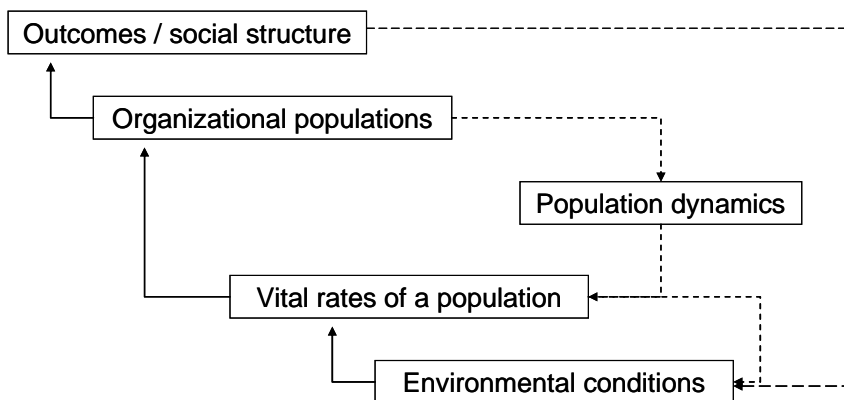 Outcomes / social structure
Organizational populations
Population dynamics
Vital rates of a population
Environmental conditions